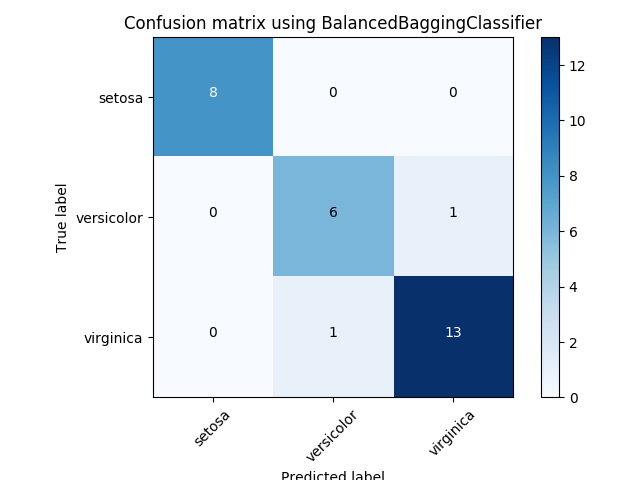 Confusion matrix using BalancedBaggingClassifier
True label
setosa
8 0 0
versicolor
0 6 1
virginica
0 1 13
setosa
versicolor
virginica
Predicted label
12
10
8
6
4
2
0